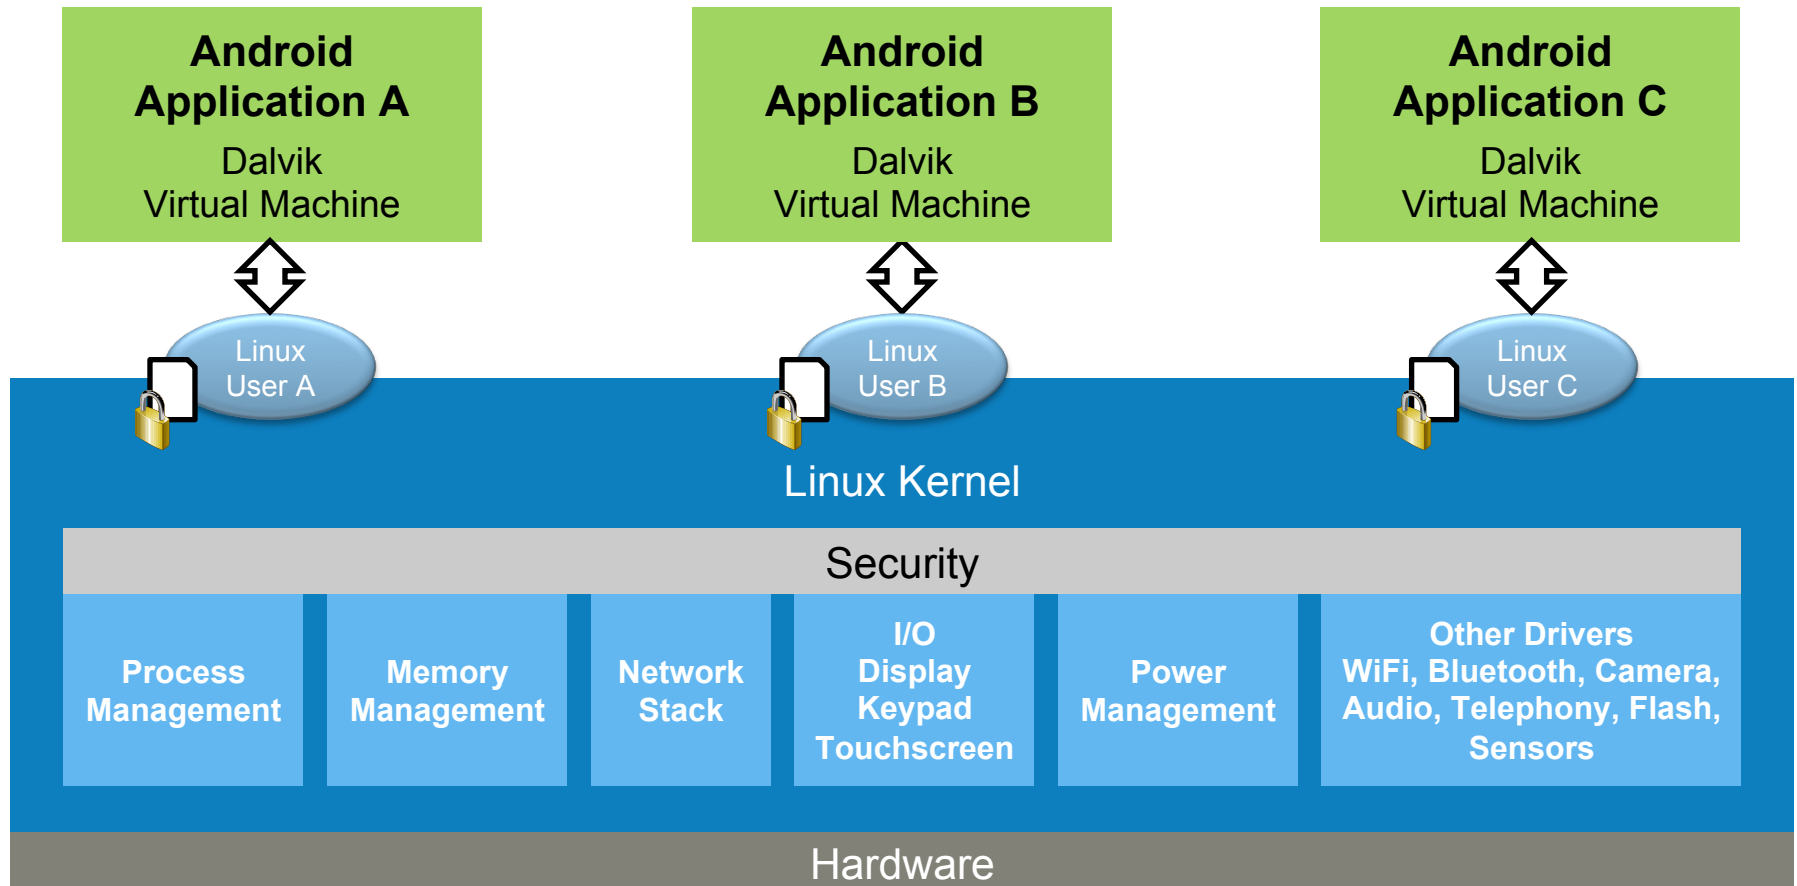 Android
Application A
Dalvik
Virtual Machine
Android
Application B
Dalvik
Virtual Machine
Android
Application C
Dalvik
Virtual Machine
Linux
User A
Linux
User B
Linux
User C
Linux Kernel
Security
Process
Management
Memory
Management
Network
Stack
I/O
Display
Keypad
Touchscreen
Power
Management
Other Drivers
WiFi, Bluetooth, Camera,
Audio, Telephony, Flash,
Sensors
Hardware